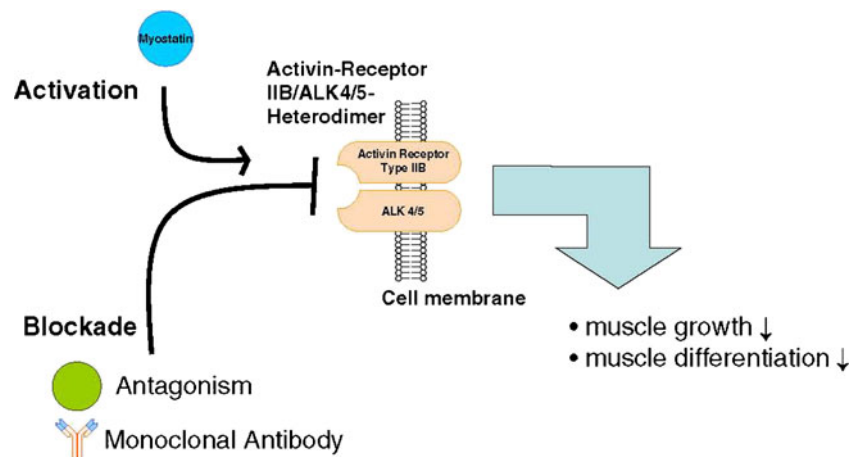 Myostatin
Activation
Activin-Receptor
IIB/ALK4/5-
Heterodimer
Activin Receptor
Type IIB
ALK 4/5
Cell membrane
Blockade
Antagonism
Monoclonal Antibody
• muscle growth ↓
• muscle differentiation ↓